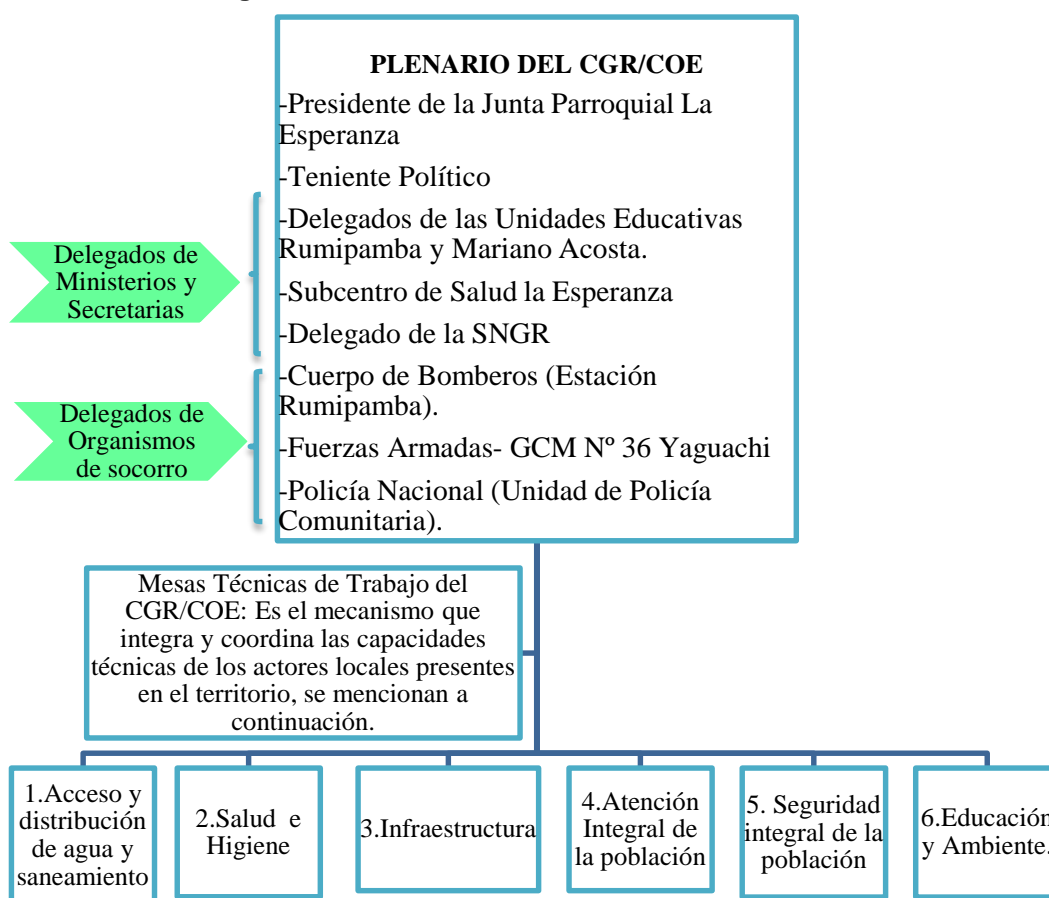 PLENARIO DEL CGR/COE
-Presidente de la Junta Parroquial La
Esperanza
-Teniente Político
-Delegados de las Unidades Educativas
Rumipamba y Mariano Acosta.
-Subcentro de Salud la Esperanza
-Delegado de la SNGR
-Cuerpo de Bomberos (Estación
Rumipamba).
-Fuerzas Armadas- GCM Nº 36 Yaguachi
-Policía Nacional (Unidad de Policía
Comunitaria).
Delegados de
Ministerios y
Secretarias
Delegados de
Organismos
de socorro
Mesas Técnicas de Trabajo del
CGR/COE: Es el mecanismo que
integra y coordina las capacidades
técnicas de los actores locales presentes
en el territorio, se mencionan a
continuación.
1.Acceso y
distribución
de agua y
saneamiento
2.Salud e
Higiene
3.Infraestructura
4.Atención
Integral de
la población
5. Seguridad
integral de la
población
6.Educación
y Ambiente.